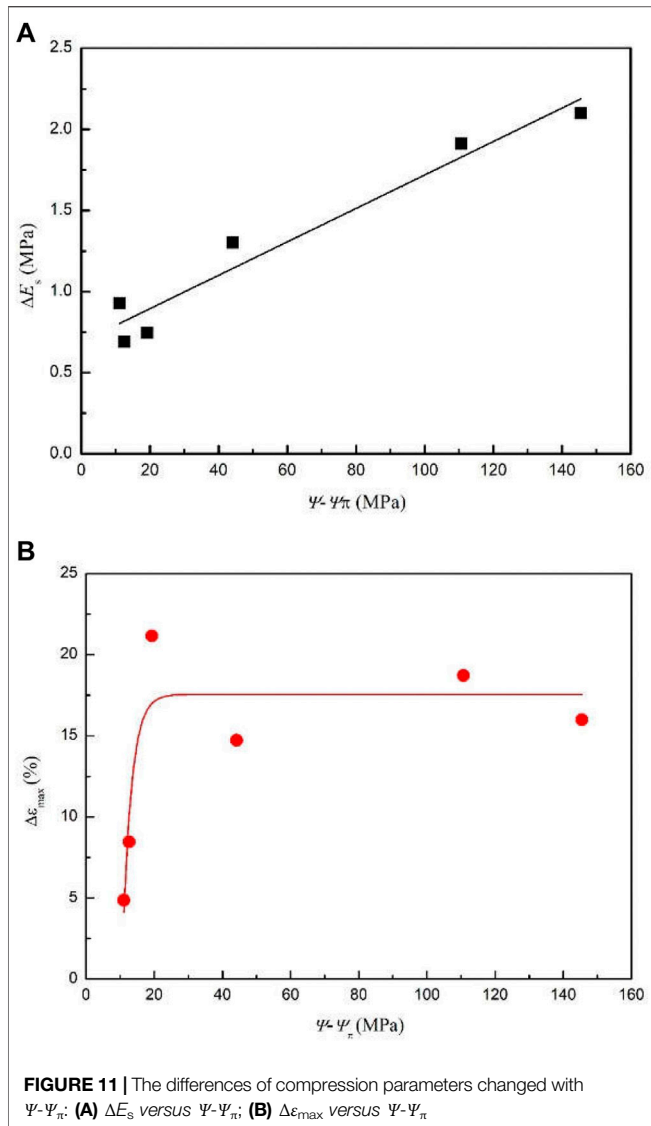 A
2.5
2.0
1.5
1.0
0.5
0.0
ΔEs (MPa)
0 20 40 60 80 100 120 140 160
Ψ-Ψπ (MPa)
B
25
20
15
10
5
0
Δεmax (%)
0 20 40 60 80 100 120 140 160
Ψ-Ψπ (MPa)
FIGURE 11 | The differences of compression parameters changed with
Ψ-Ψπ: (A) ΔEs versus Ψ-Ψπ; (B) Δεmax versus Ψ-Ψπ